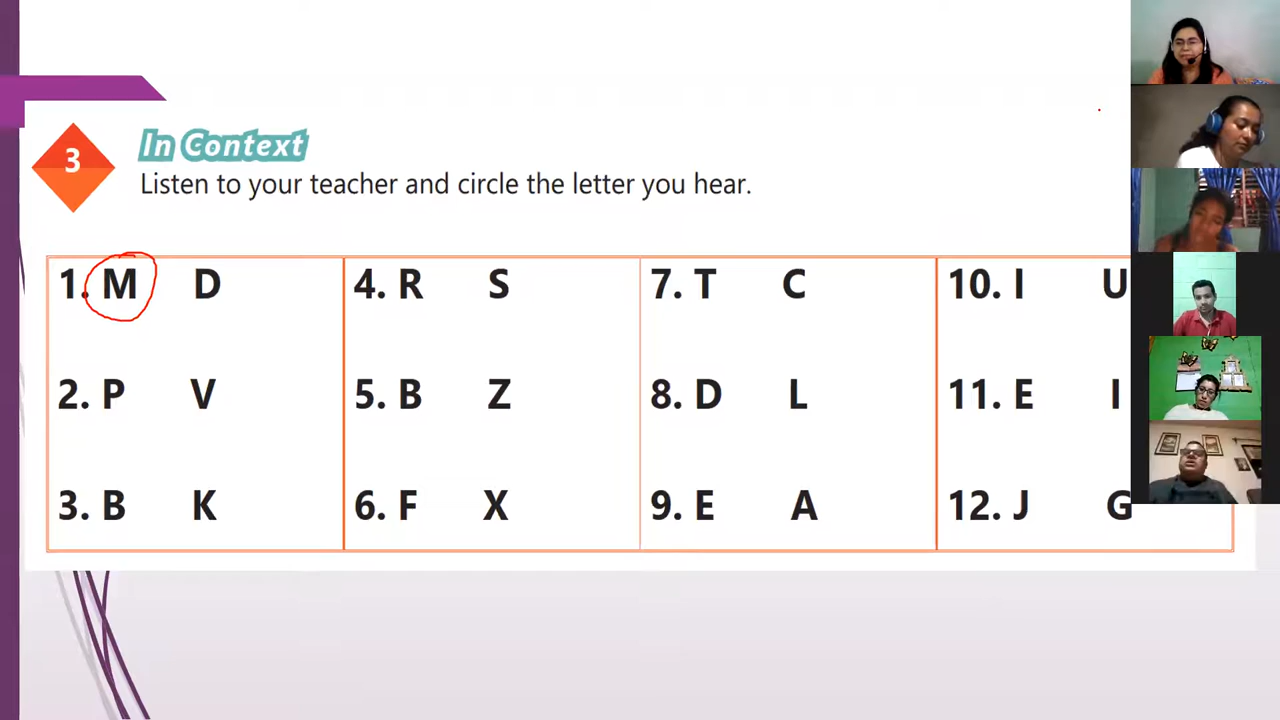 3
In Context
Listen to your teacher and circle the letter you hear.
1. M D 4. R S 7. T C 10. I U
2. P V 5. B Z 8. D L 11. E I
3. B K 6. F X 9. E A 12. J G